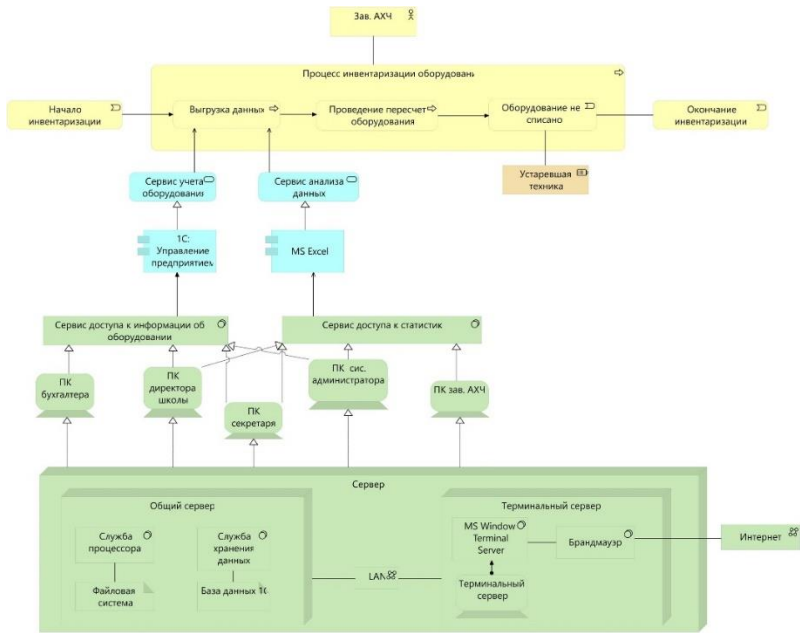 Зав. АХЧ
Процесс инвентаризации оборудовани
Начало
инвентаризации
Выгрузка данных
Проведение пересчет
оборудования
Оборудование не
списано
Окончание
инвентаризации
Устаревшая
техника
Сервис учета
оборудования
Сервис анализа
данных
1С:
Управление
предприятием
MS Excel
Сервис доступа к информации об
оборудовании
Сервис доступа к статистик
ПК
бухгалтера
ПК
директора
школы
ПК
секретаря
ПК сис.
администратора
ПК зав. АХЧ
Сервер
Общий сервер
Служба
процессора
Служба
хранения
данных
Файловая
система
База данных 1С
LAN
Терминальный сервер
MS Window
Terminal
Server
Брандмауэр
Терминальный
сервер
Интернет